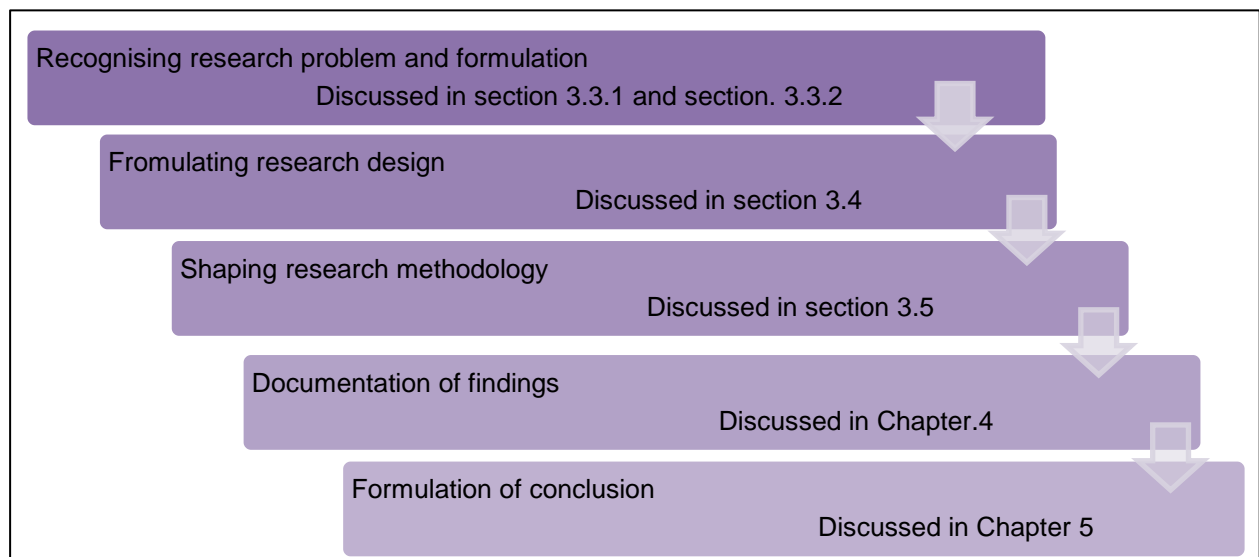 Recognising research problem and formulation
Discussed in section 3.3.1 and section. 3.3.2
Fromulating research design
Discussed in section 3.4
Shaping research methodology
Discussed in section 3.5
Documentation of findings
Discussed in Chapter.4
Formulation of conclusion
Discussed in Chapter 5